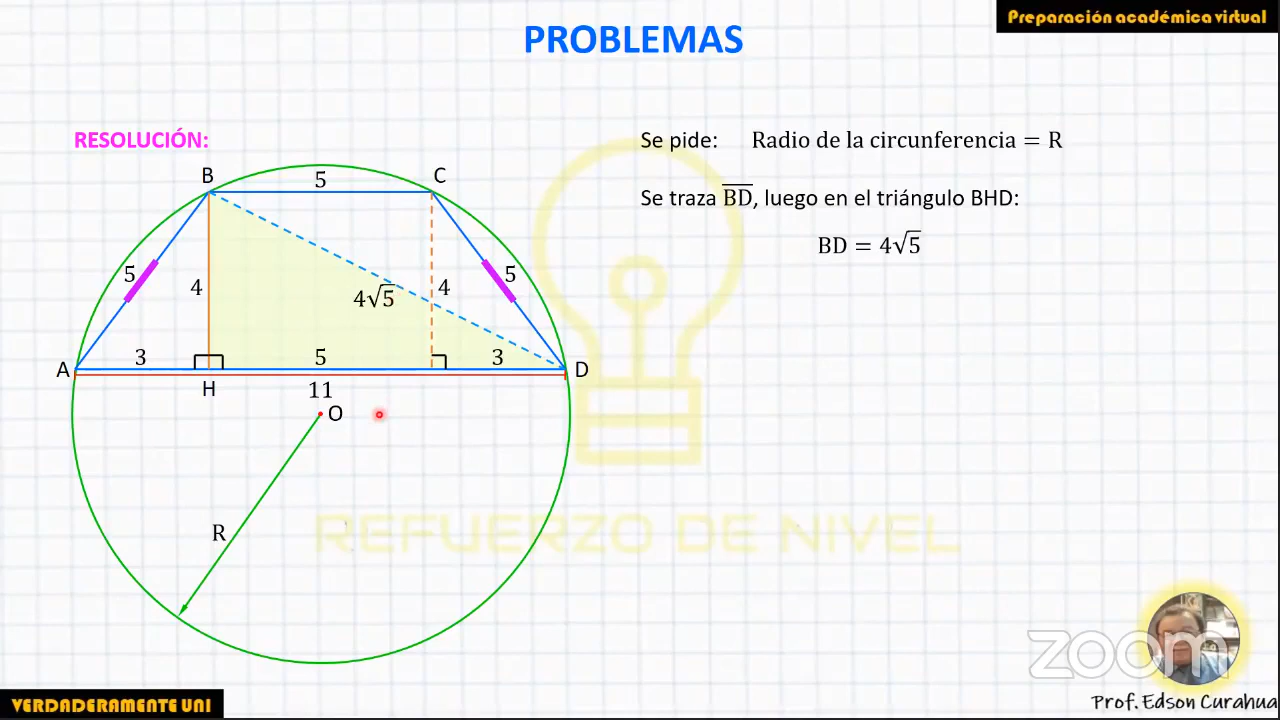 Preparación académica virtual
PROBLEMAS
RESOLUCIÓN:
Se pide: Radio de la circunferencia = R
Se traza \overline{BD}, luego en el triángulo BHD:
BD = 4√5
B
5
C
5
4
4√5
4
5
A
3
5
3
D
H
11
O
R
REFUERZO DE NIVEL
zoom
VERDADERAMENTE UNI
Prof. Edson Curahua